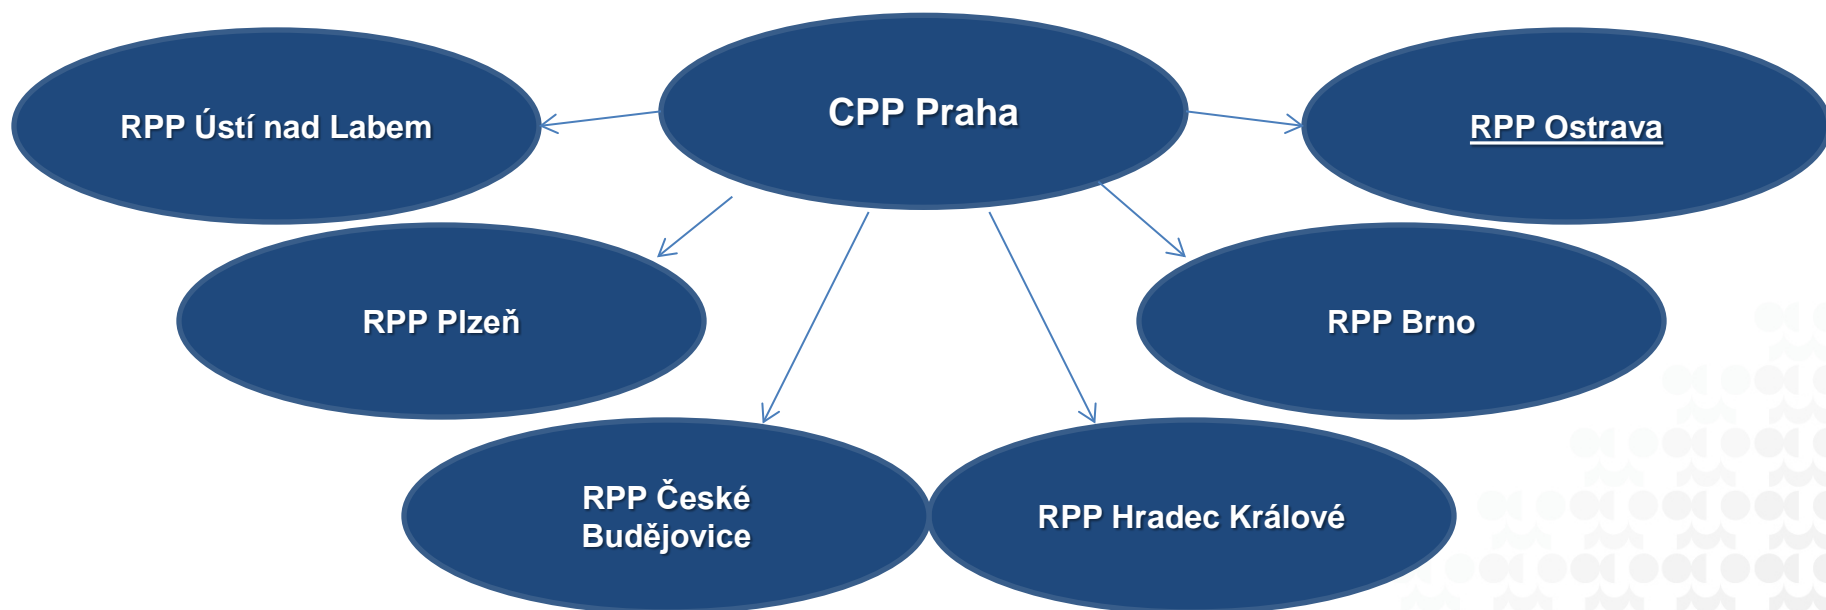 CPP Praha
RPP Ústí nad Labem
RPP Ostrava
RPP Plzeň
RPP Brno
RPP České
Budějovice
RPP Hradec Králové